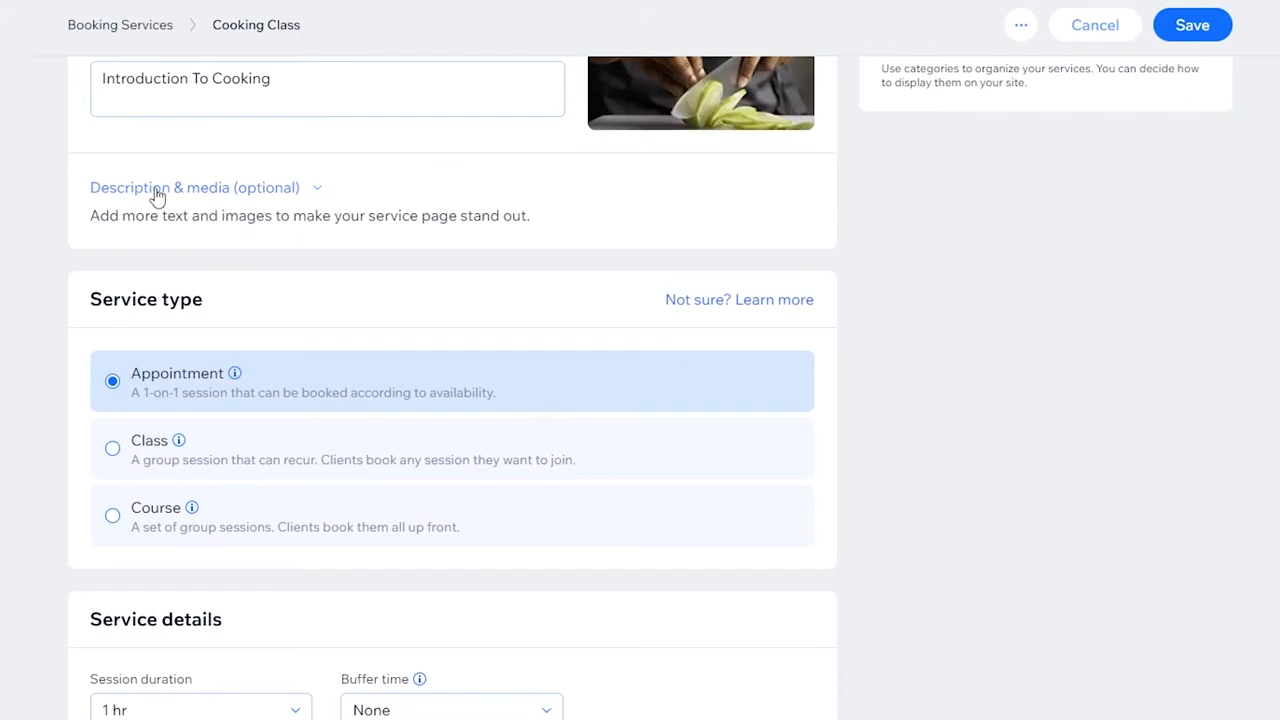 Booking Services > Cooking Class
... Cancel Save
Introduction To Cooking
Use categories to organize your services. You can decide how
to display them on your site.
Description & media (optional)
Add more text and images to make your service page stand out.
Service type
Not sure? Learn more
Appointment
A 1-on-1 session that can be booked according to availability.
Class
A group session that can recur. Clients book any session they want to join.
Course
A set of group sessions. Clients book them all up front.
Service details
Session duration
Buffer time
1 hr
None